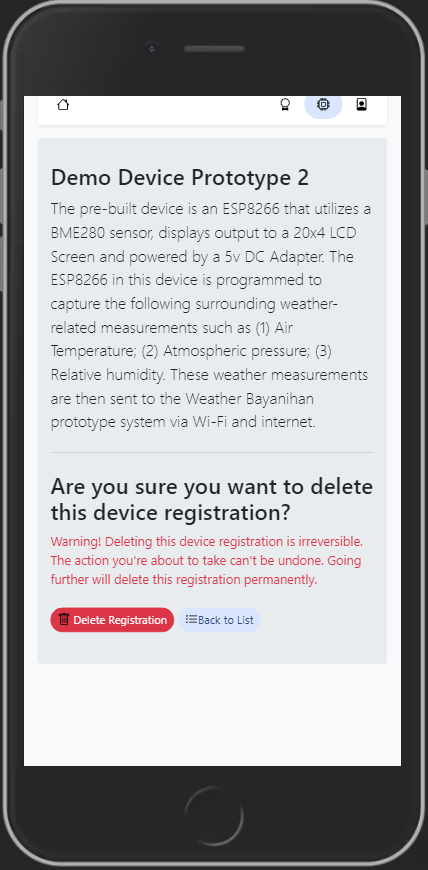 Demo Device Prototype 2
The pre-built device is an ESP8266 that utilizes a
BME280 sensor, displays output to a 20x4 LCD
Screen and powered by a 5v DC Adapter. The
ESP8266 in this device is programmed to
capture the following surrounding weather-
related measurements such as (1) Air
Temperature; (2) Atmospheric pressure; (3)
Relative humidity. These weather measurements
are then sent to the Weather Bayanihan
prototype system via Wi-Fi and internet.
Are you sure you want to delete
this device registration?
Warning! Deleting this device registration is irreversible.
The action you're about to take can't be undone. Going
further will delete this registration permanently.
Delete Registration Back to List